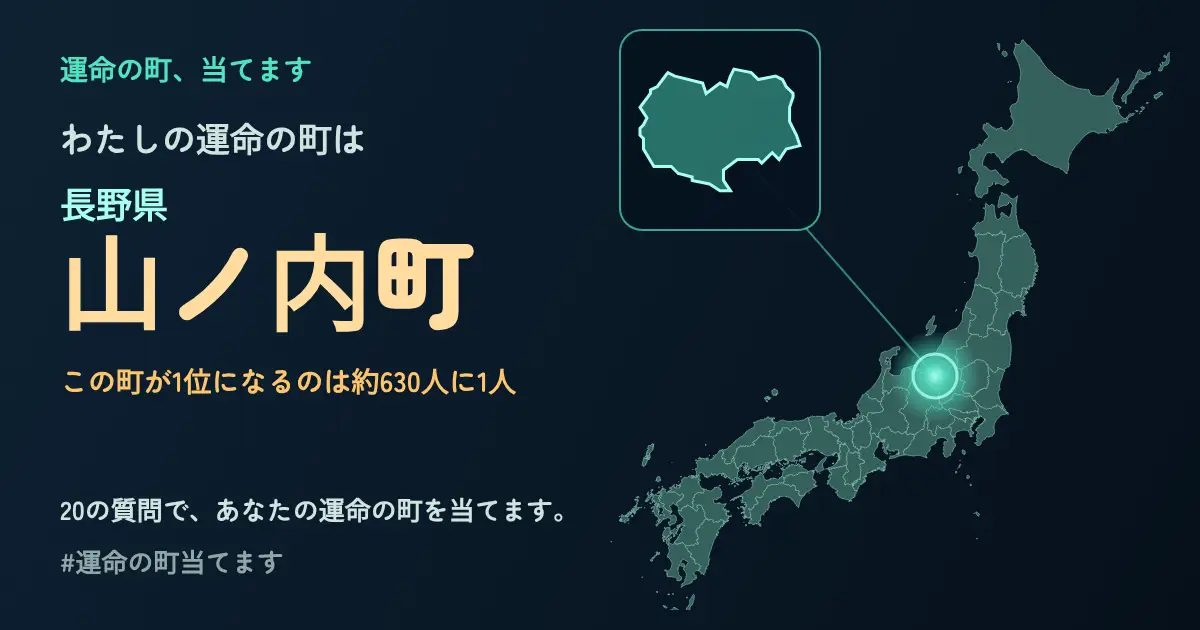 運命の町、当てます
わたしの運命の町は
長野県
山ノ内町
この町が1位になるのは約630人に1人
20の質問で、あなたの運命の町を当てます。
#運命の町当てます